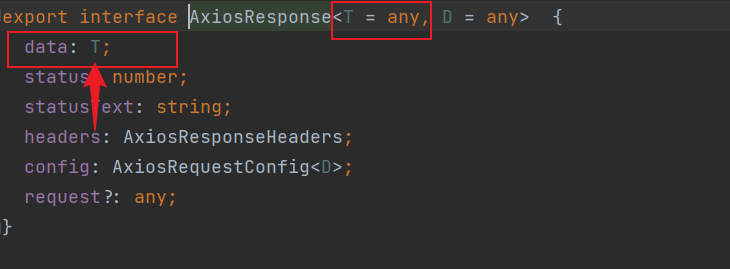 export interface AxiosResponse<T = any, D = any>  {
data: T;
status: number;
statusText: string;
headers: AxiosResponseHeaders;
config: AxiosRequestConfig<D>;
request?: any;
}